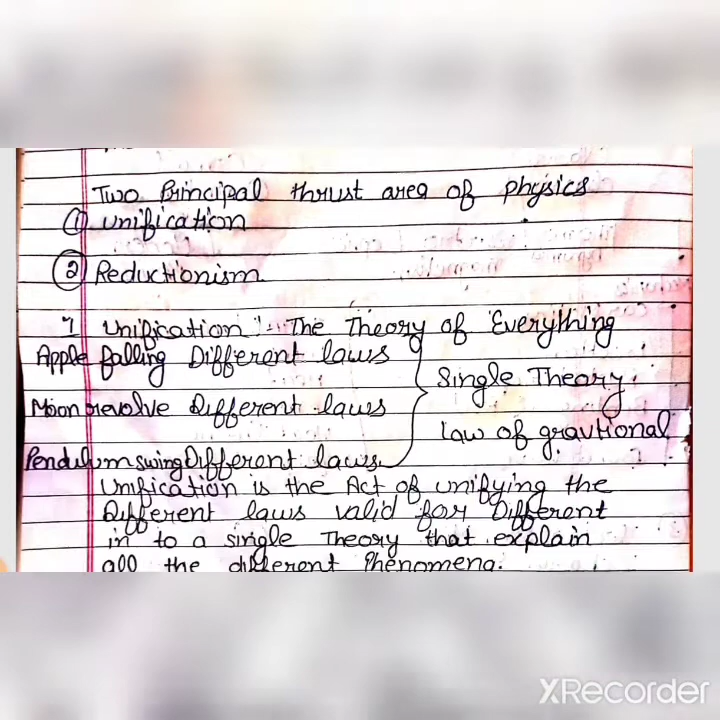 Two Principal thrust area of physics
① unification
② Reductionism
1 unification :- The Theory of Everything
Apple falling Different laws
Single Theory
Moon revolve Different laws
Law of gravtional
Pendulum swing Different laws
Unification is the Act of unifying the
Different laws valid for Different
in to a single Theory that explain
all the different Phenomena.
XRecorder